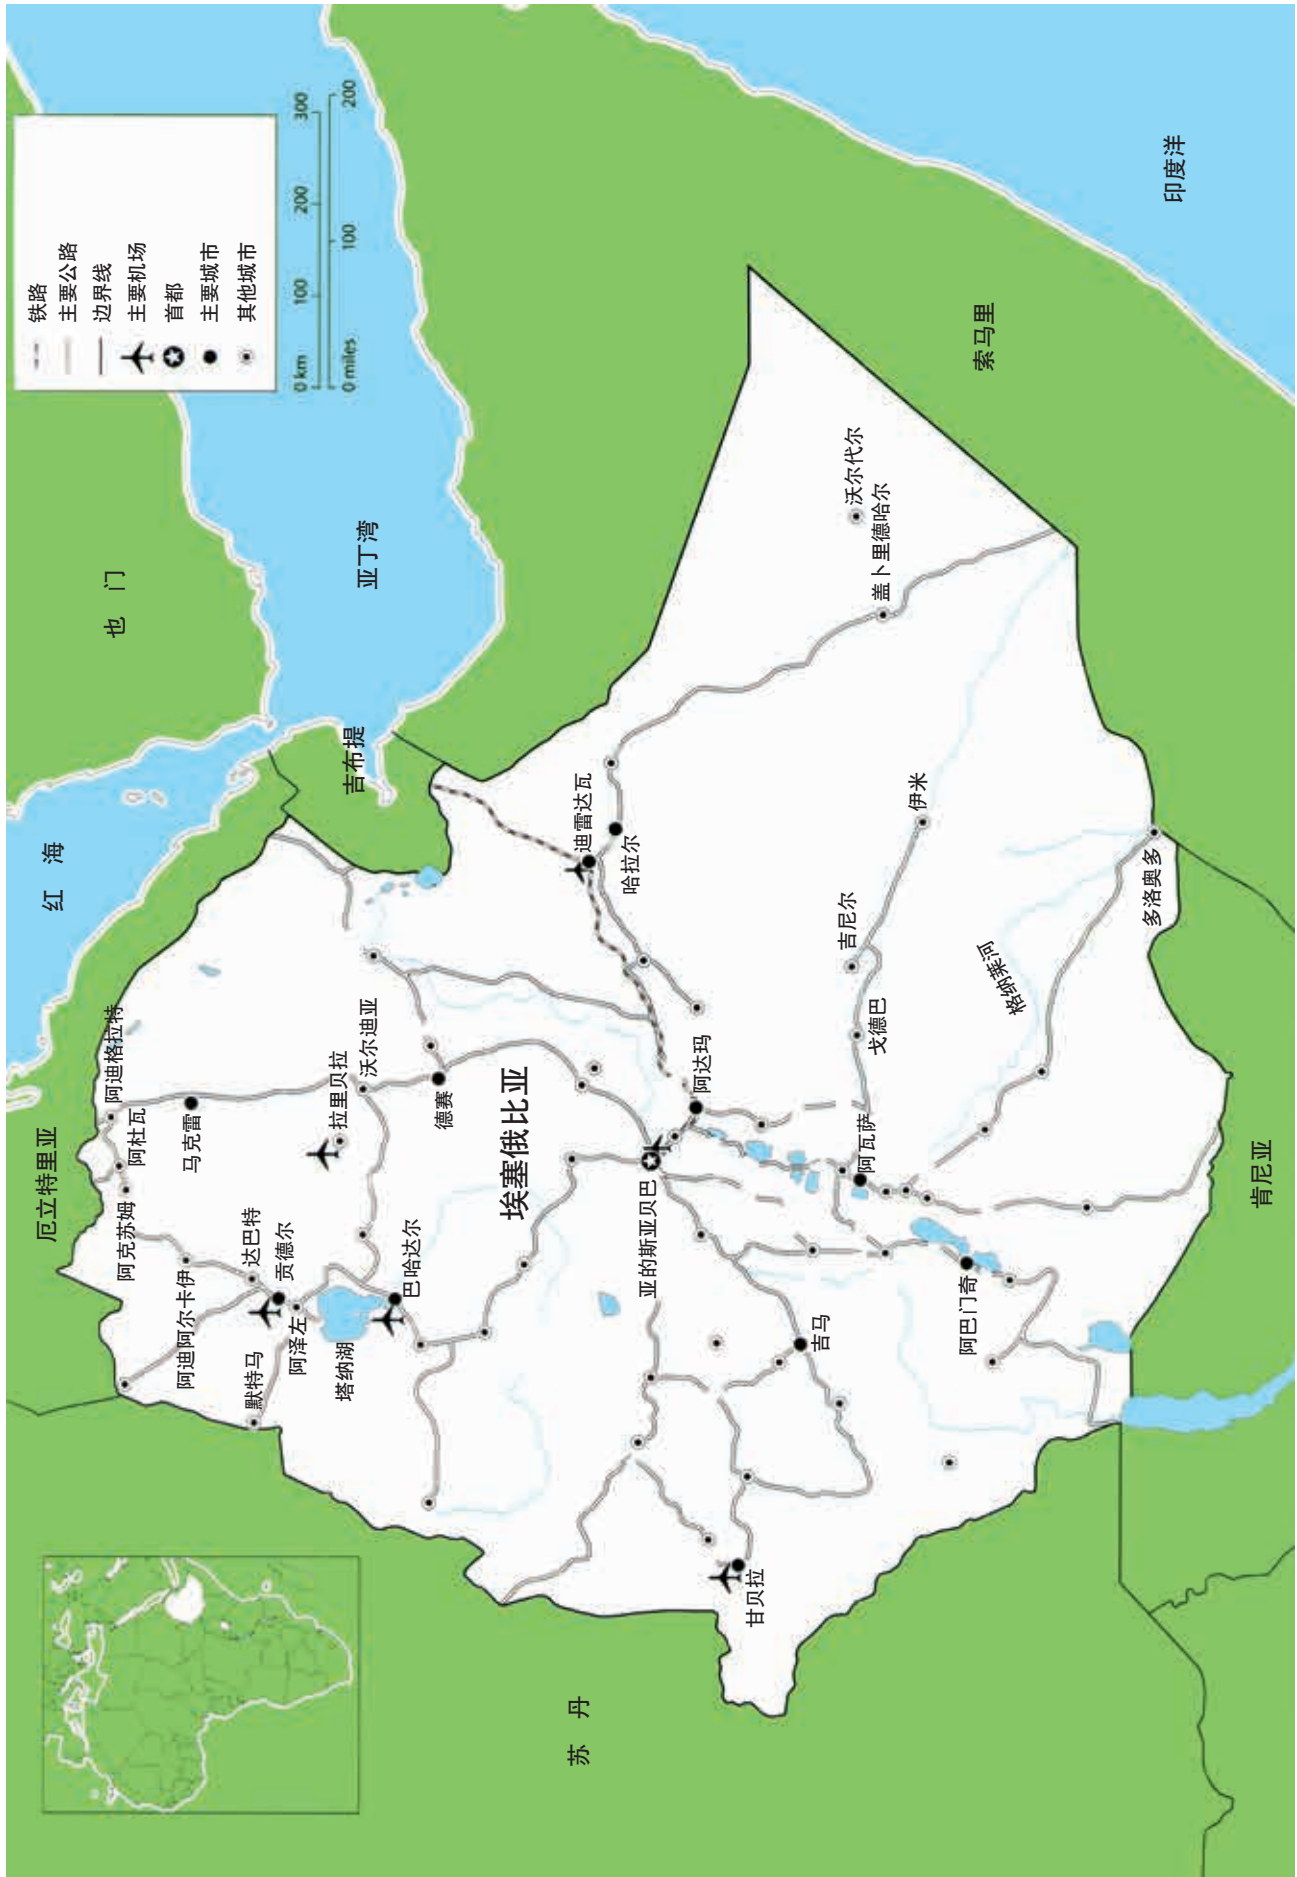 铁路
主要公路
边界线
主要机场
首都
主要城市
其他城市
0 km 100 200 300
0 miles 100 200
红 海
也 门
亚丁湾
吉布提
厄立特里亚
阿迪格拉特
阿杜瓦
阿克苏姆
马克雷
阿迪阿尔卡伊
达巴特
贡德尔
默特马
阿泽左
拉里贝拉
沃尔迪亚
塔纳湖
巴哈达尔
德赛
埃塞俄比亚
迪雷达瓦
哈拉尔
亚的斯亚贝巴
阿达玛
苏 丹
甘贝拉
吉马
阿瓦萨
戈德巴
吉尼尔
伊米
沃尔代尔
盖卜里德哈尔
索马里
印度洋
阿巴门奇
格纳莱河
多洛奥多
肯尼亚